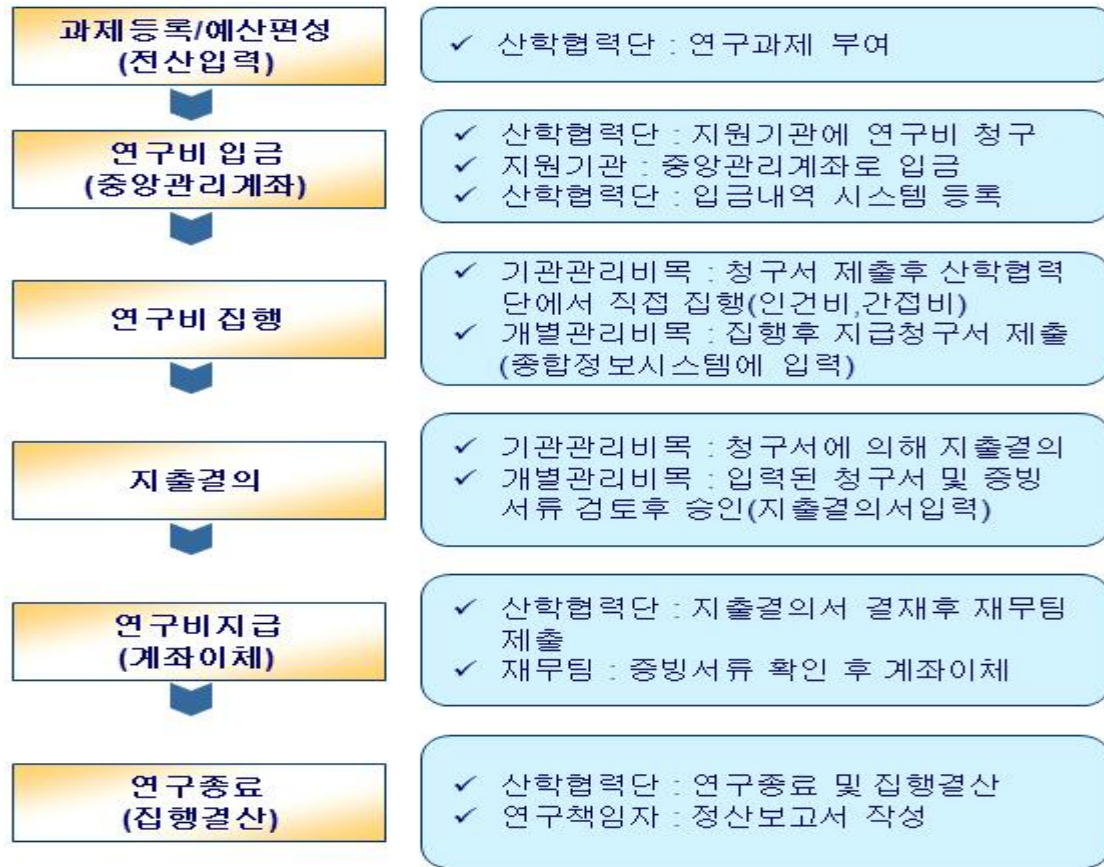 과제등록/예산편성
(전산입력)
✓ 산학협력단 : 연구과제 부여
연구비 입금
(중앙관리계좌)
✓ 산학협력단 : 지원기관에 연구비 청구
✓ 지원기관 : 중앙관리계좌로 입금
✓ 산학협력단 : 입금내역 시스템 등록
연구비 집행
✓ 기관관리비목 : 청구서 제출후 산학협력
단에서 직접 집행(인건비,간접비)
✓ 개별관리비목 : 집행후 지급청구서 제출
(종합정보시스템에 입력)
지출결의
✓ 기관관리비목 : 청구서에 의해 지출결의
✓ 개별관리비목 : 입력된 청구서 및 증빙
서류 검토후 승인(지출결의서입력)
연구비지급
(계좌이체)
✓ 산학협력단 : 지출결의서 결재후 재무팀
제출
✓ 재무팀 : 증빙서류 확인 후 계좌이체
연구종료
(집행결산)
✓ 산학협력단 : 연구종료 및 집행결산
✓ 연구책임자 : 정산보고서 작성